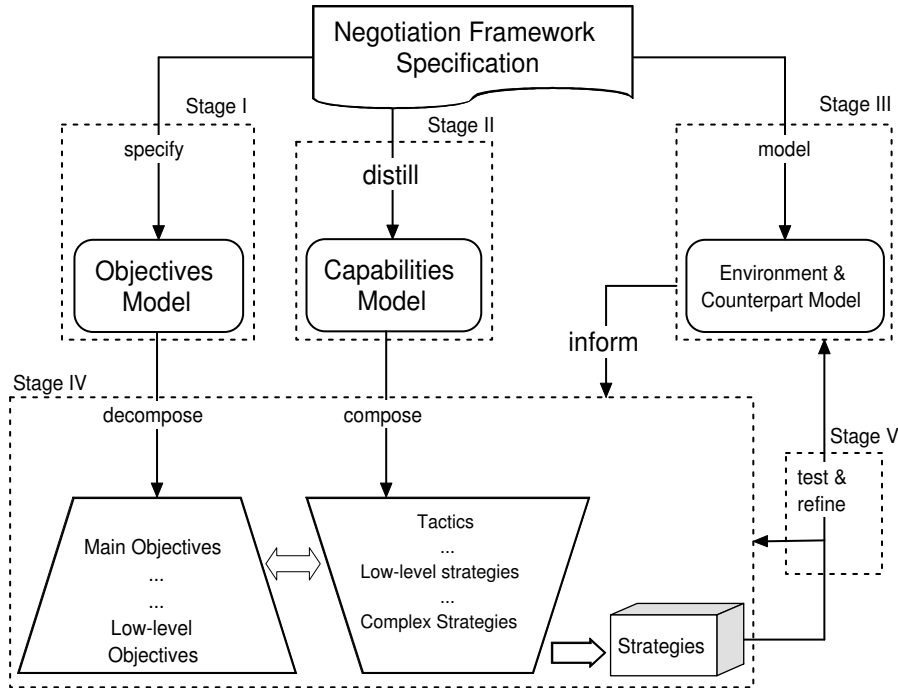 Negotiation Framework
Specification
Stage I
specify
Objectives
Model
Stage II
distill
Capabilities
Model
Stage III
model
Environment &
Counterpart Model
inform
Stage IV
decompose
compose
Main Objectives
...
...
Low-level
Objectives
Tactics
...
Low-level strategies
...
Complex Strategies
Strategies
Stage V
test &
refine